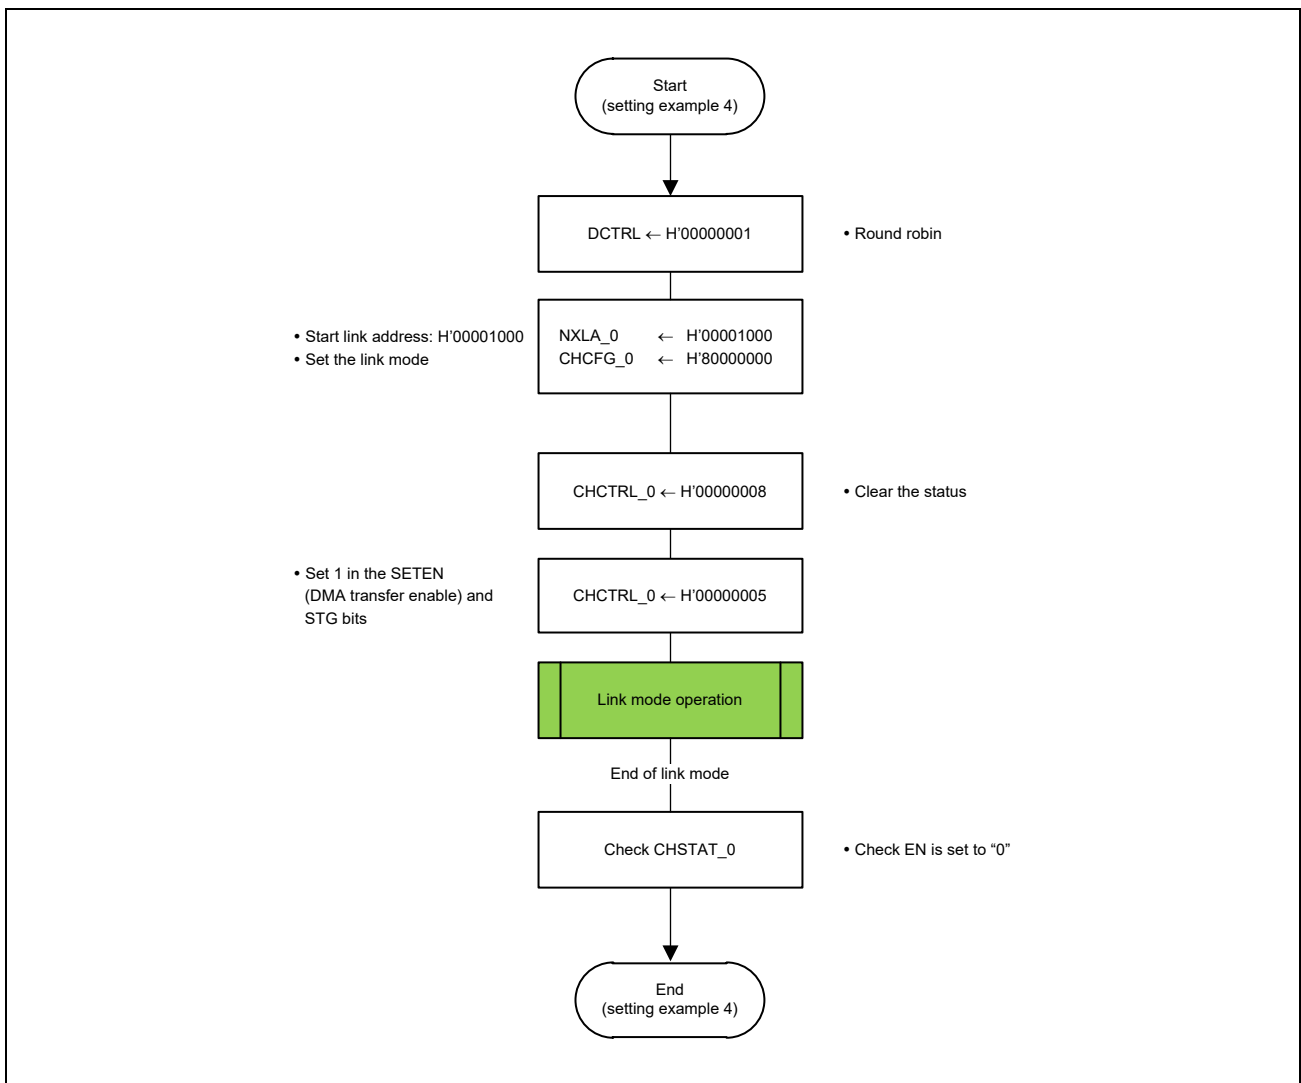 Start
(setting example 4)
DCTRL ← H'00000001
• Round robin
• Start link address: H'00001000
• Set the link mode
NXLA_0 ← H'00001000
CHCFG_0 ← H'80000000
CHCTRL_0 ← H'00000008
• Clear the status
• Set 1 in the SETEN
(DMA transfer enable) and
STG bits
CHCTRL_0 ← H'00000005
Link mode operation
End of link mode
Check CHSTAT_0
• Check EN is set to “0”
End
(setting example 4)